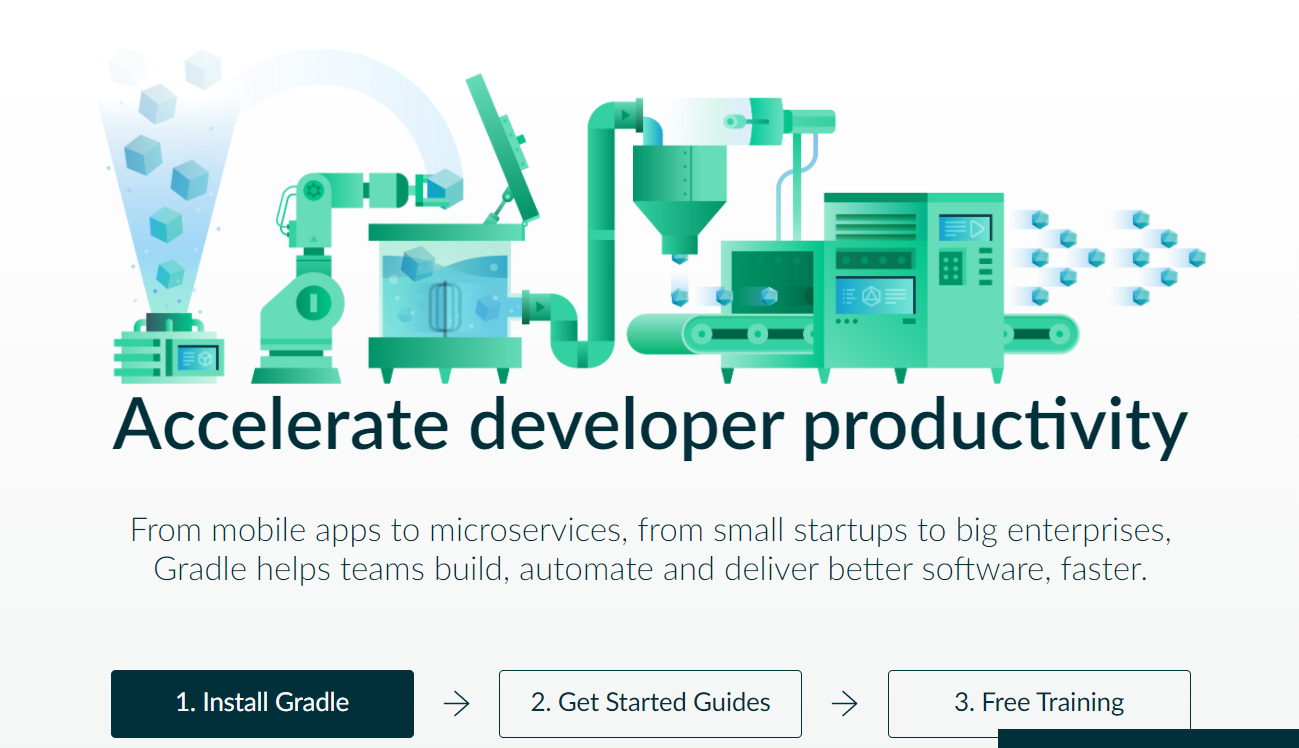 Accelerate developer productivity
From mobile apps to microservices, from small startups to big enterprises,
Gradle helps teams build, automate and deliver better software, faster.
1. Install Gradle → 2. Get Started Guides → 3. Free Training